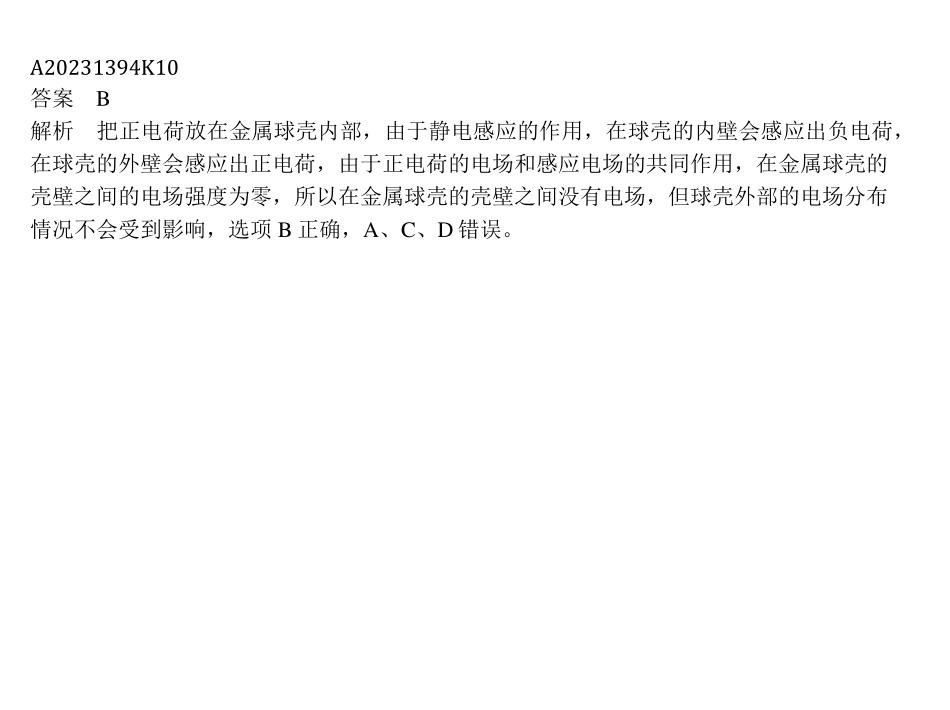 A20231394K10
答案 B
解析 把正电荷放在金属球壳内部，由于静电感应的作用，在球壳的内壁会感应出负电荷，
在球壳的外壁会感应出正电荷，由于正电荷的电场和感应电场的共同作用，在金属球壳的
壳壁之间的电场强度为零，所以在金属球壳的壳壁之间没有电场，但球壳外部的电场分布
情况不会受到影响，选项 B 正确，A、C、D 错误。